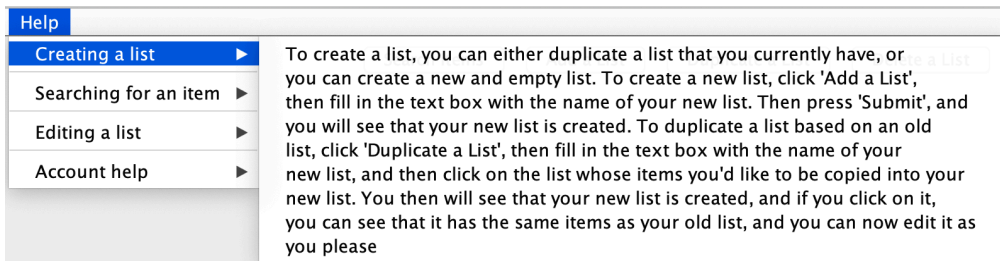 Help
Creating a list
Searching for an item
Editing a list
Account help
To create a list, you can either duplicate a list that you currently have, or
you can create a new and empty list. To create a new list, click 'Add a List',
then fill in the text box with the name of your new list. Then press 'Submit', and
you will see that your new list is created. To duplicate a list based on an old
list, click 'Duplicate a List', then fill in the text box with the name of your
new list, and then click on the list whose items you'd like to be copied into your
new list. You then will see that your new list is created, and if you click on it,
you can see that it has the same items as your old list, and you can now edit it as
you please
a List